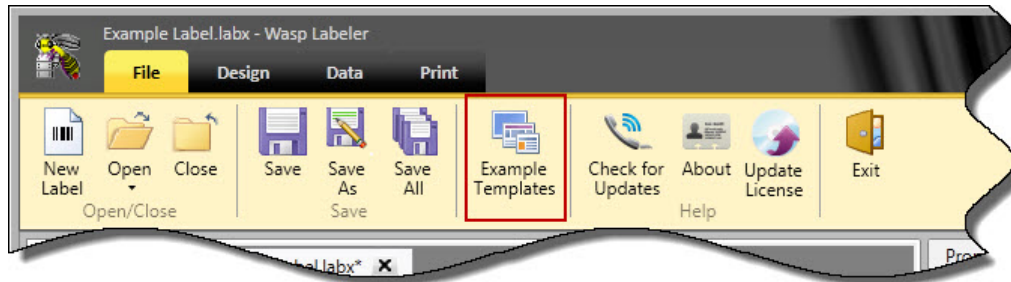 Example Label.labx - Wasp Labeler
File Design Data Print
New Label
Open
Close
Save
Save As
Save All
Example Templates
Check for Updates
About
Update License
Exit
Open/Close
Save
Help
labx*